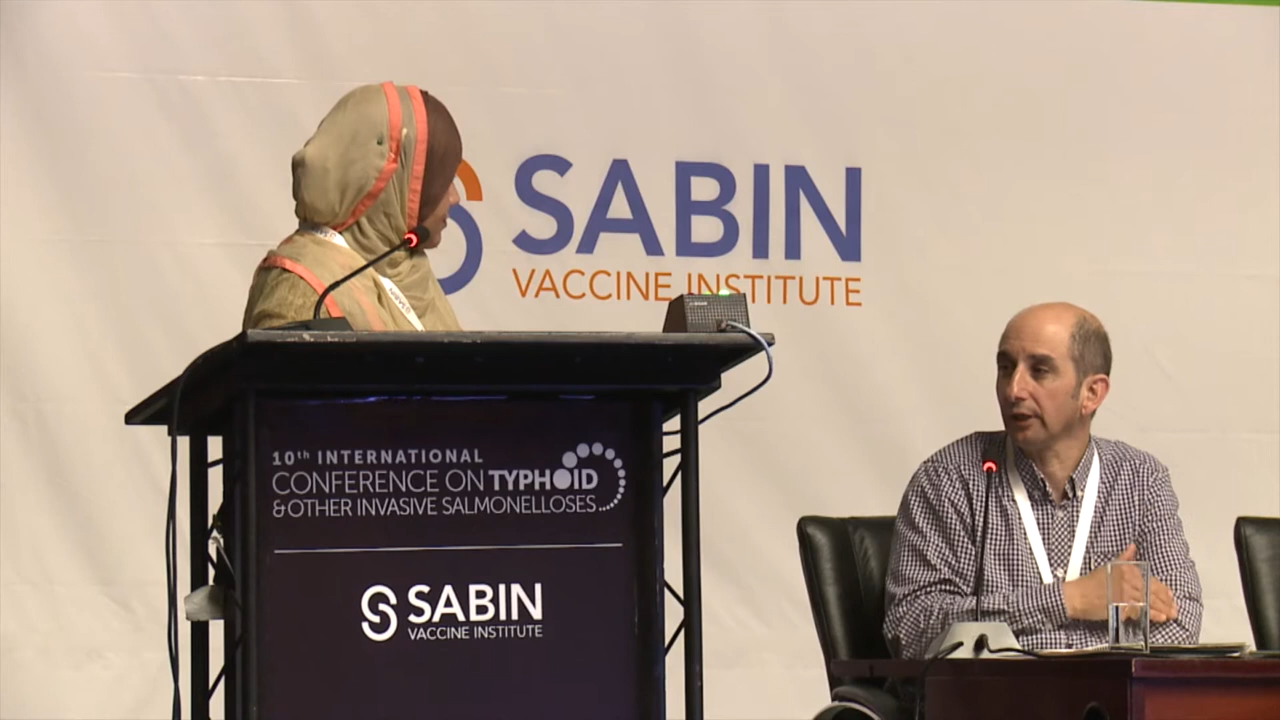 SABIN
VACCINE INSTITUTE
10th INTERNATIONAL
CONFERENCE ON TYPHOID
& OTHER INVASIVE SALMONELLOSES
SABIN
VACCINE INSTITUTE